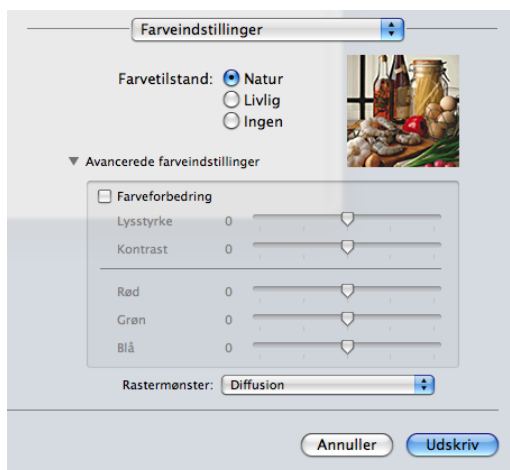 Farveindstillinger
Farvetilstand: Natur
Livlig
Ingen
Avancerede farveindstillinger
Farveforbedring
Lysstyrke 0
Kontrast 0
Rød 0
Grøn 0
Blå 0
Rastermønster: Diffusion
Annuller Udskriv